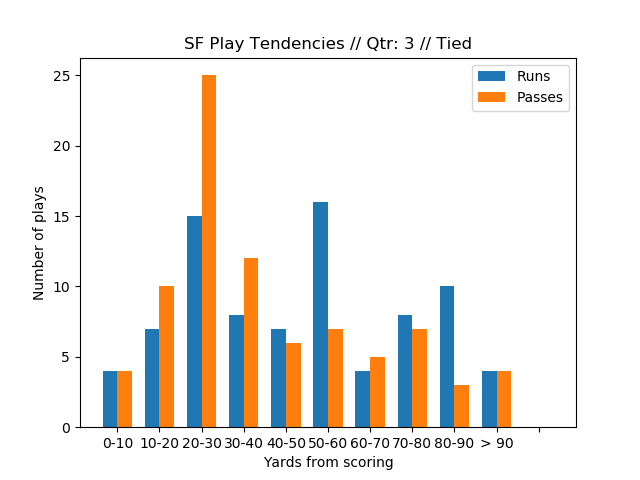 SF Play Tendencies // Qtr: 3 // Tied
Runs
Passes
25
20
15
10
5
0
Number of plays
0-10 10-20 20-30 30-40 40-50 50-60 60-70 70-80 80-90 > 90
Yards from scoring